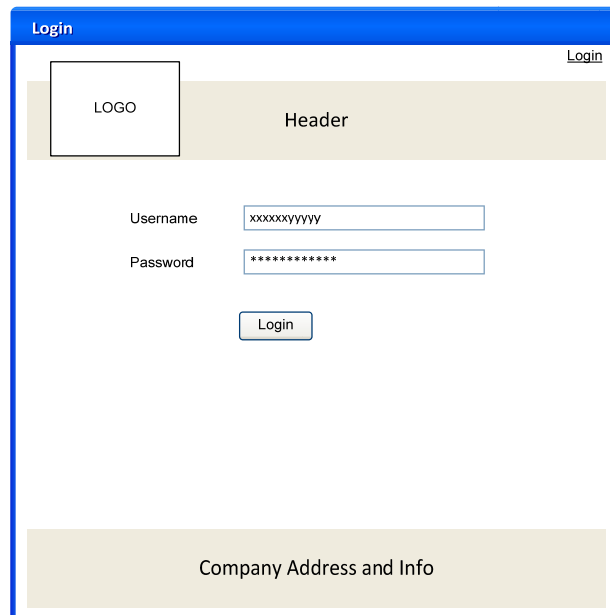 Login
Login
LOGO
Header
Username
xxxxxxyyyyy
Password
************
Login
Company Address and Info